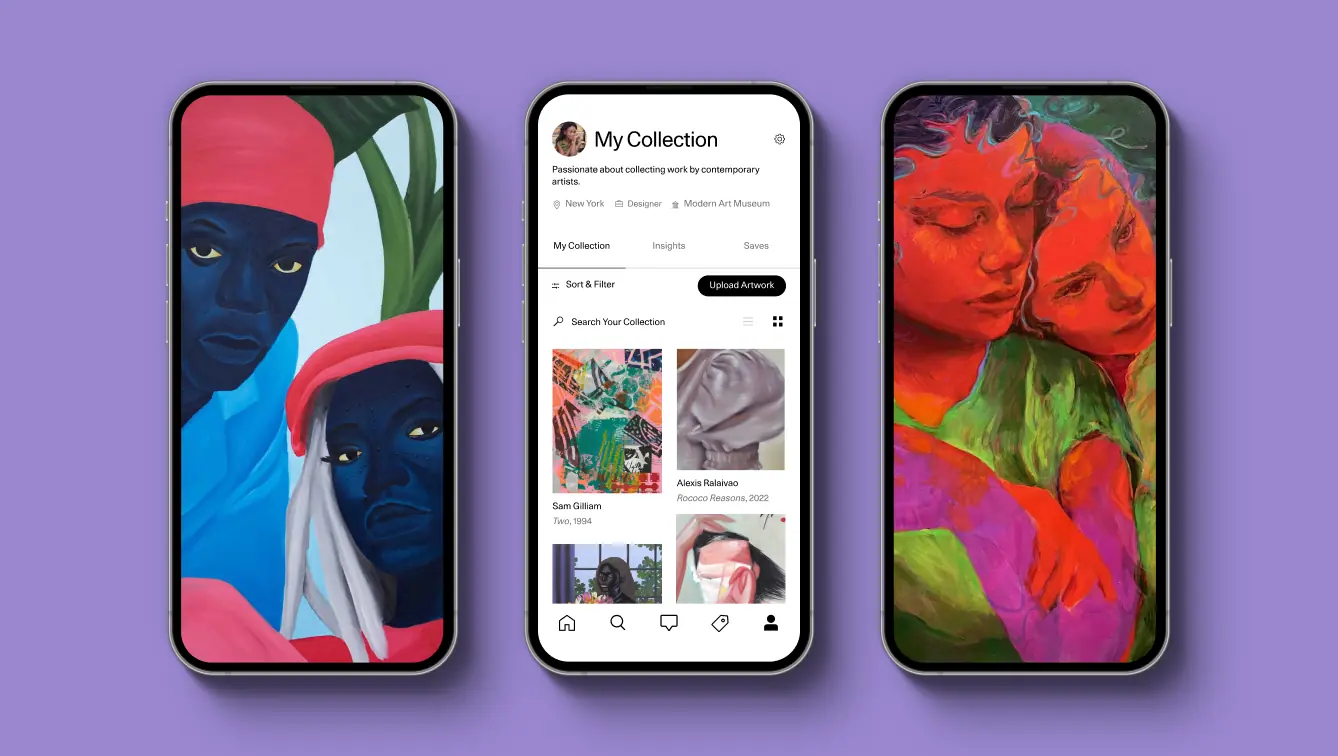 My Collection
Passionate about collecting work by contemporary
artists.
New York Designer Modern Art Museum
My Collection Insights Saves
Sort & Filter Upload Artwork
Search Your Collection
Alexis Ralaivao
Rococo Reasons, 2022
Sam Gilliam
Two, 1994